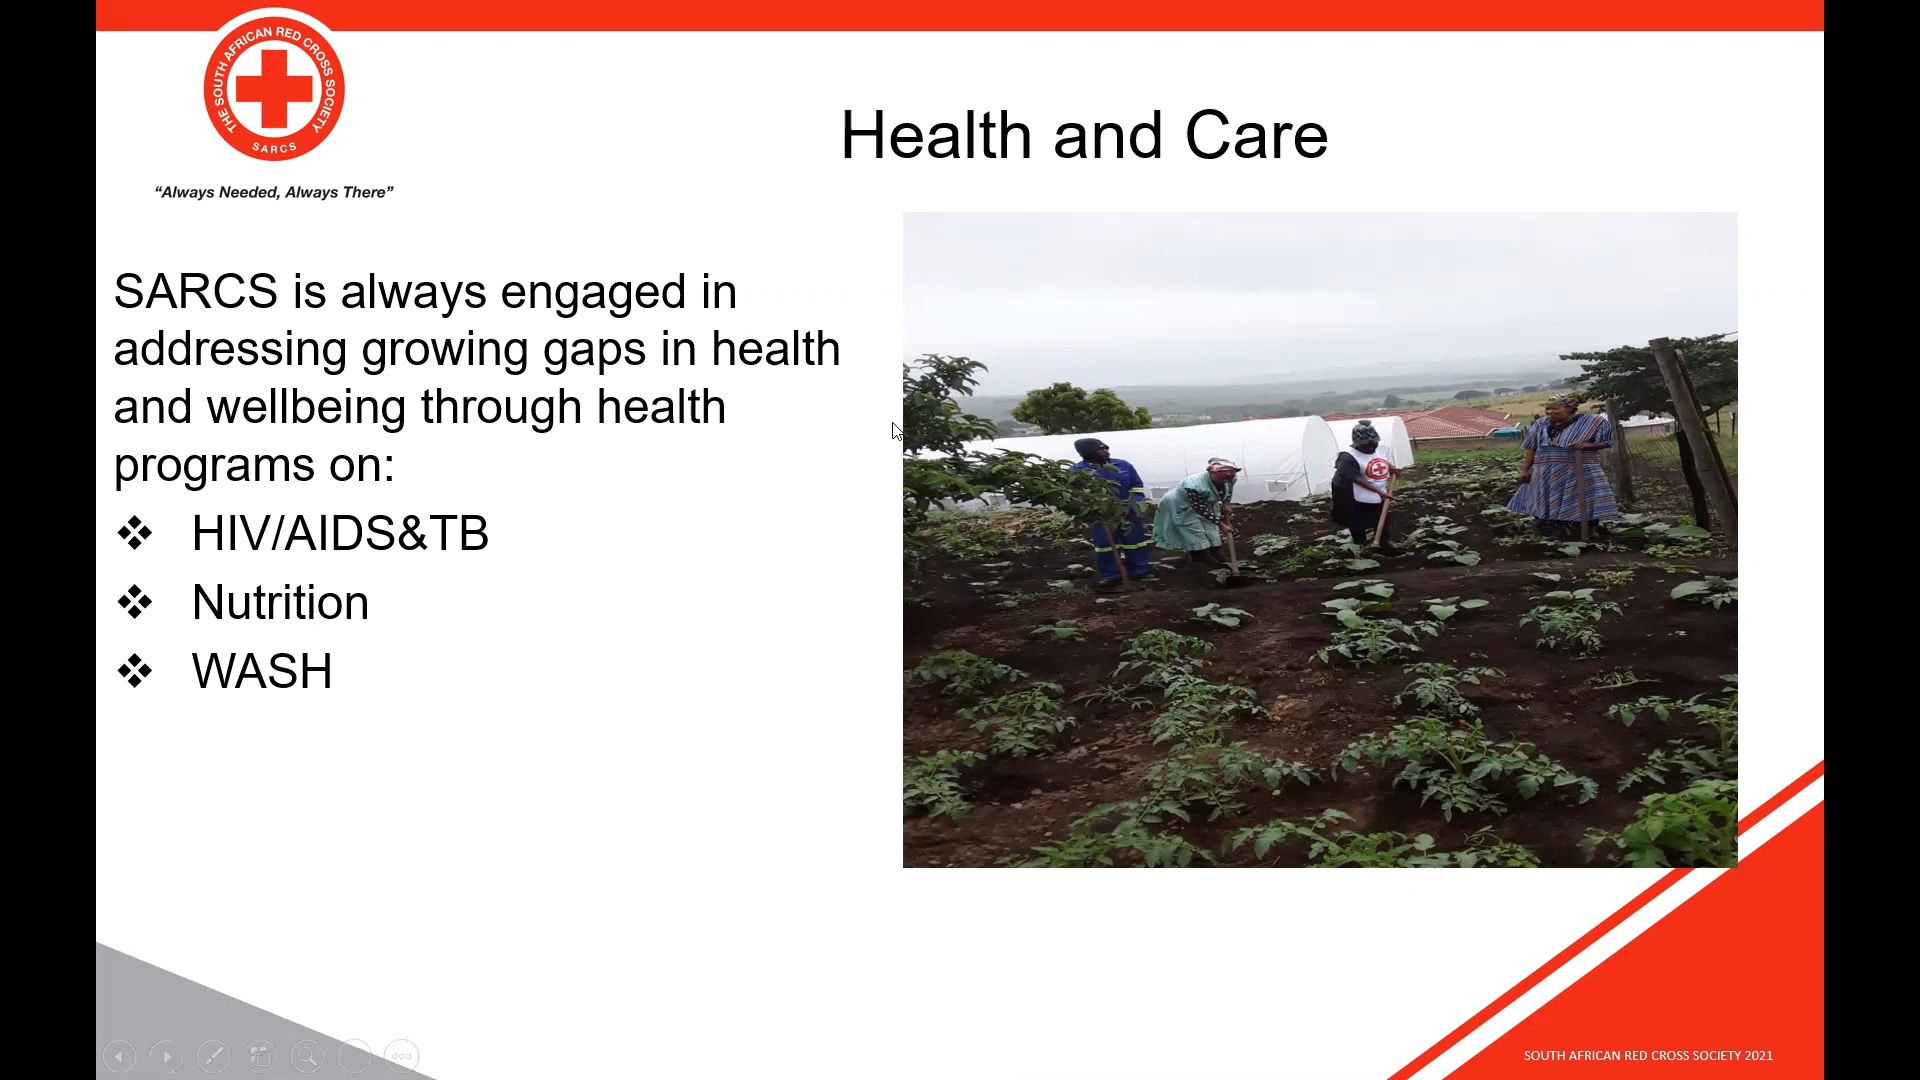 THE SOUTH AFRICAN RED CROSS SOCIETY
SARCS
“Always Needed, Always There”
Health and Care
SARCS is always engaged in
addressing growing gaps in health
and wellbeing through health
programs on:
❖ HIV/AIDS&TB
❖ Nutrition
❖ WASH
SOUTH AFRICAN RED CROSS SOCIETY 2021